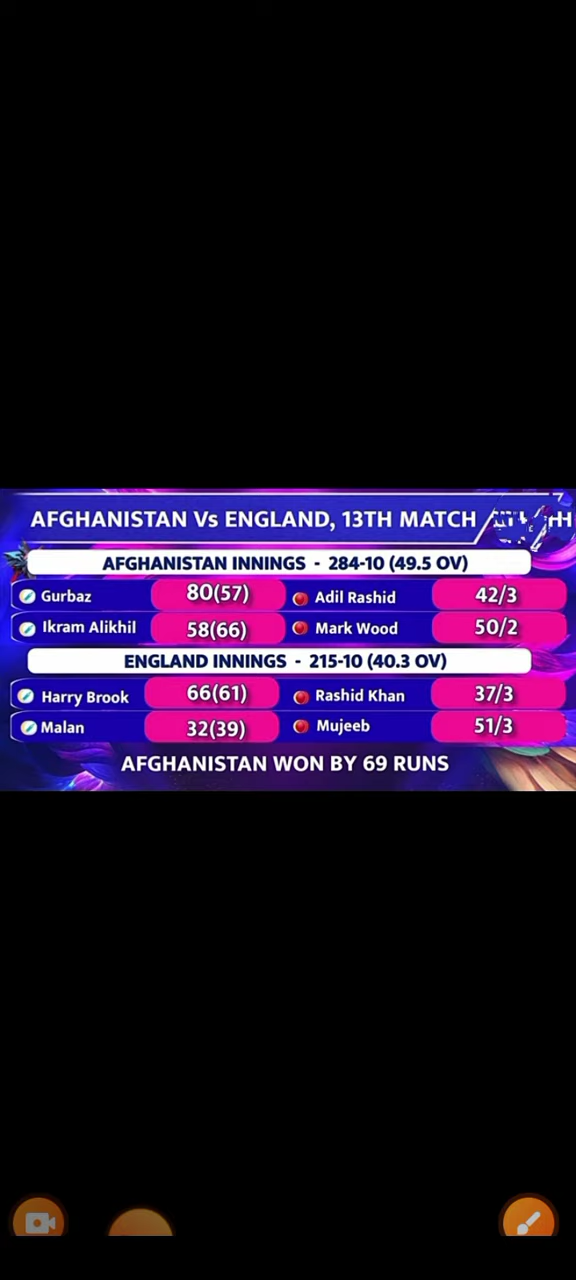 AFGHANISTAN Vs ENGLAND, 13TH MATCH
AFGHANISTAN INNINGS - 284-10 (49.5 OV)
Gurbaz 80(57) Adil Rashid 42/3
Ikram Alikhil 58(66) Mark Wood 50/2
ENGLAND INNINGS - 215-10 (40.3 OV)
Harry Brook 66(61) Rashid Khan 37/3
Malan 32(39) Mujeeb 51/3
AFGHANISTAN WON BY 69 RUNS